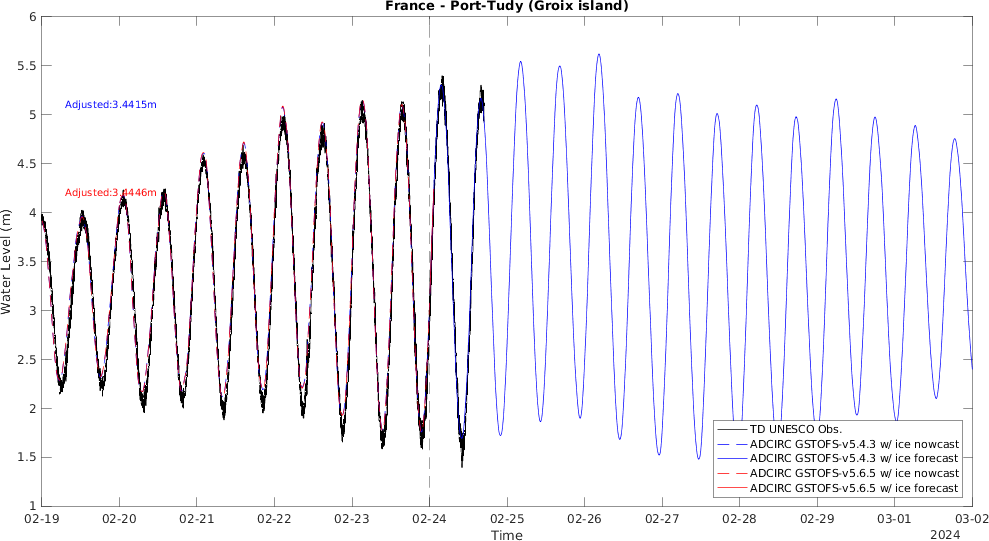 France - Port-Tudy (Groix island)
6
5.5
5
4.5
4
3.5
3
2.5
2
1.5
1
Water Level (m)
Adjusted:3.4415m
Adjusted:3.4446m
TD UNESCO Obs.
ADCIRC GSTOFS-v5.4.3 w/ ice nowcast
ADCIRC GSTOFS-v5.4.3 w/ ice forecast
ADCIRC GSTOFS-v5.6.5 w/ ice nowcast
ADCIRC GSTOFS-v5.6.5 w/ ice forecast
02-19 02-20 02-21 02-22 02-23 02-24 02-25 02-26 02-27 02-28 02-29 03-01 03-02
Time
2024